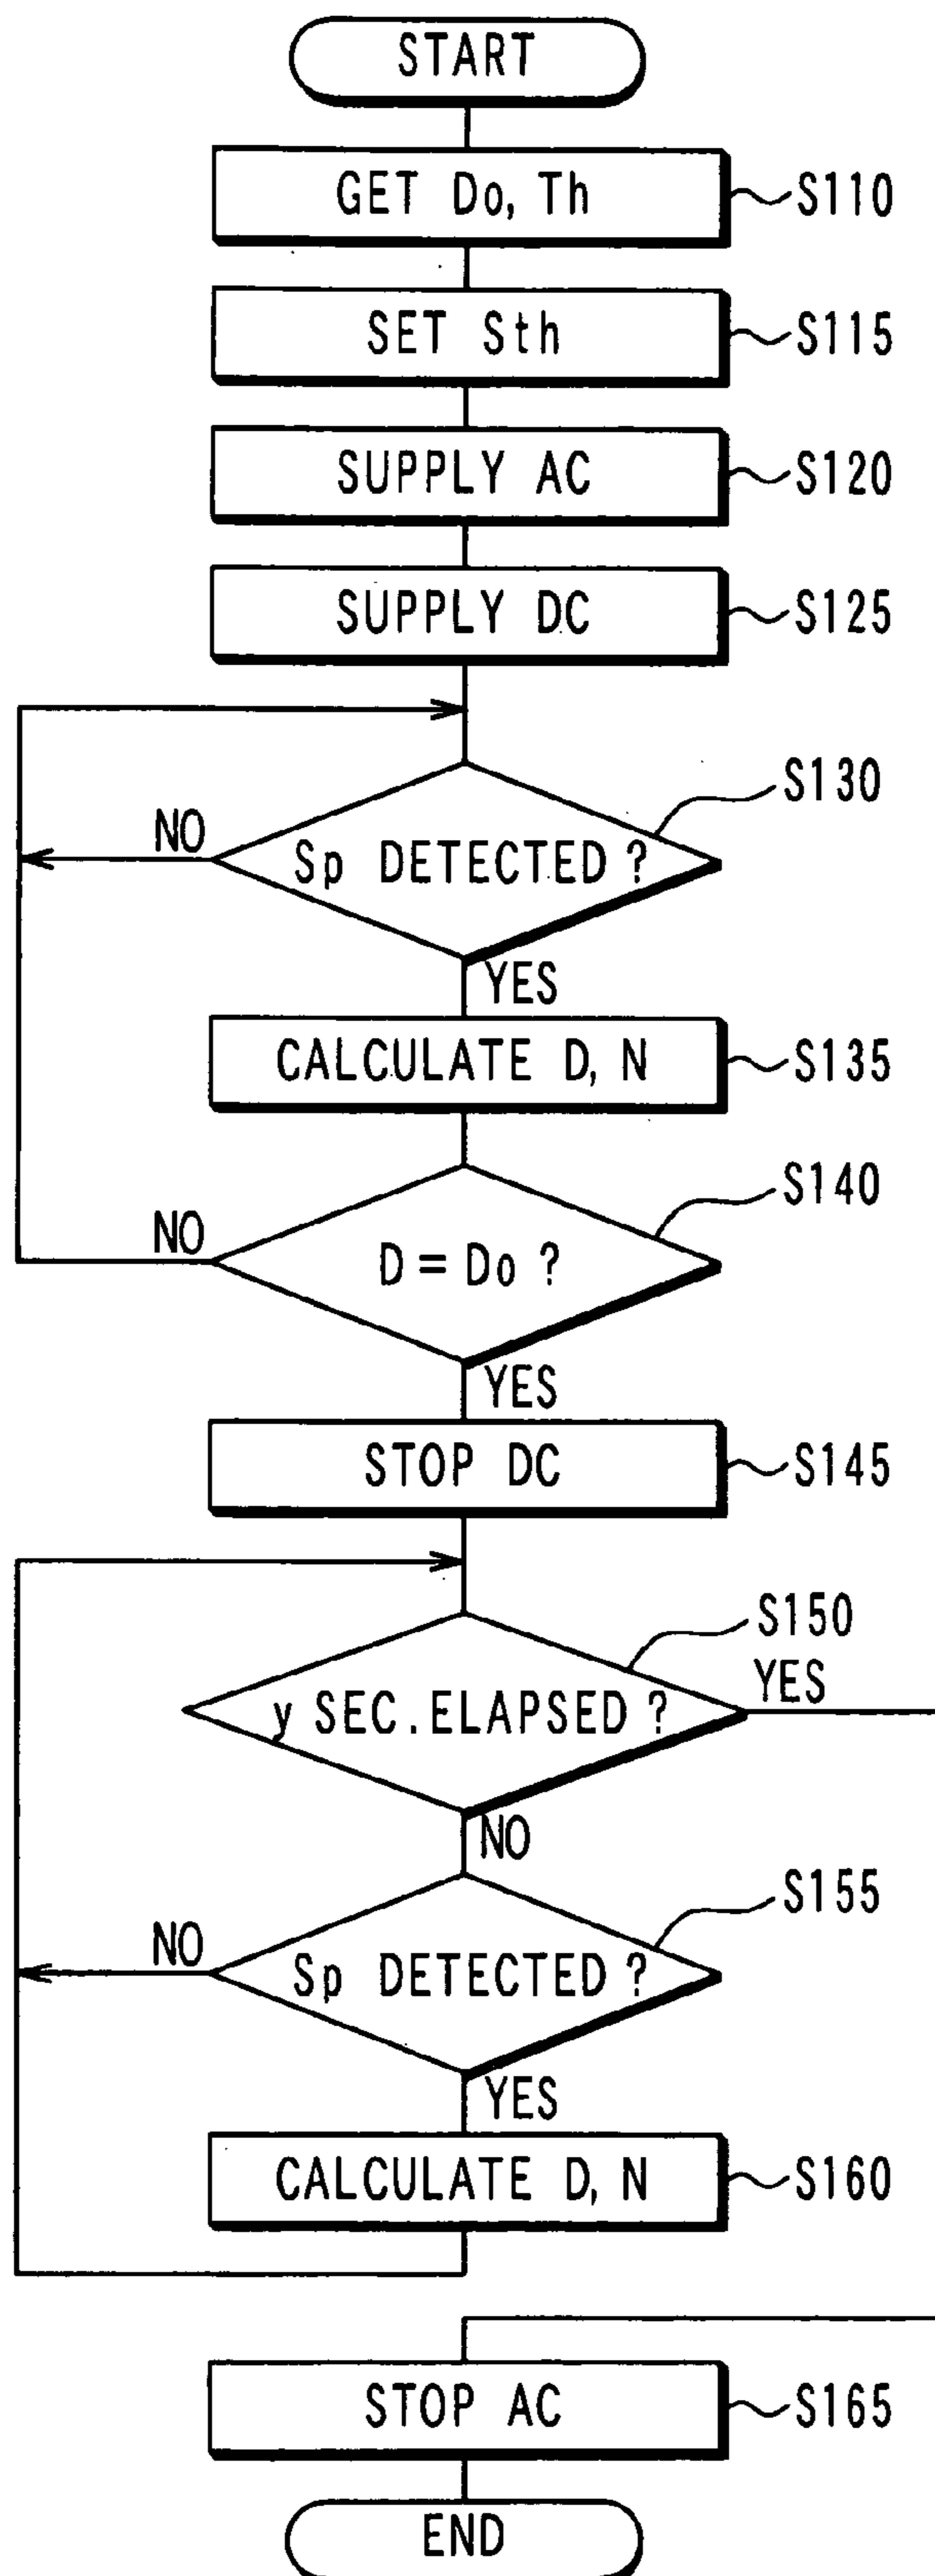 START
GET Do, Th
S110
SET Sth
S115
SUPPLY AC
S120
SUPPLY DC
S125
S130
NO
Sp DETECTED ?
YES
CALCULATE D, N
S135
S140
NO
D = Do ?
YES
STOP DC
S145
S150
YES
y SEC. ELAPSED ?
NO
S155
NO
Sp DETECTED ?
YES
CALCULATE D, N
S160
STOP AC
S165
END